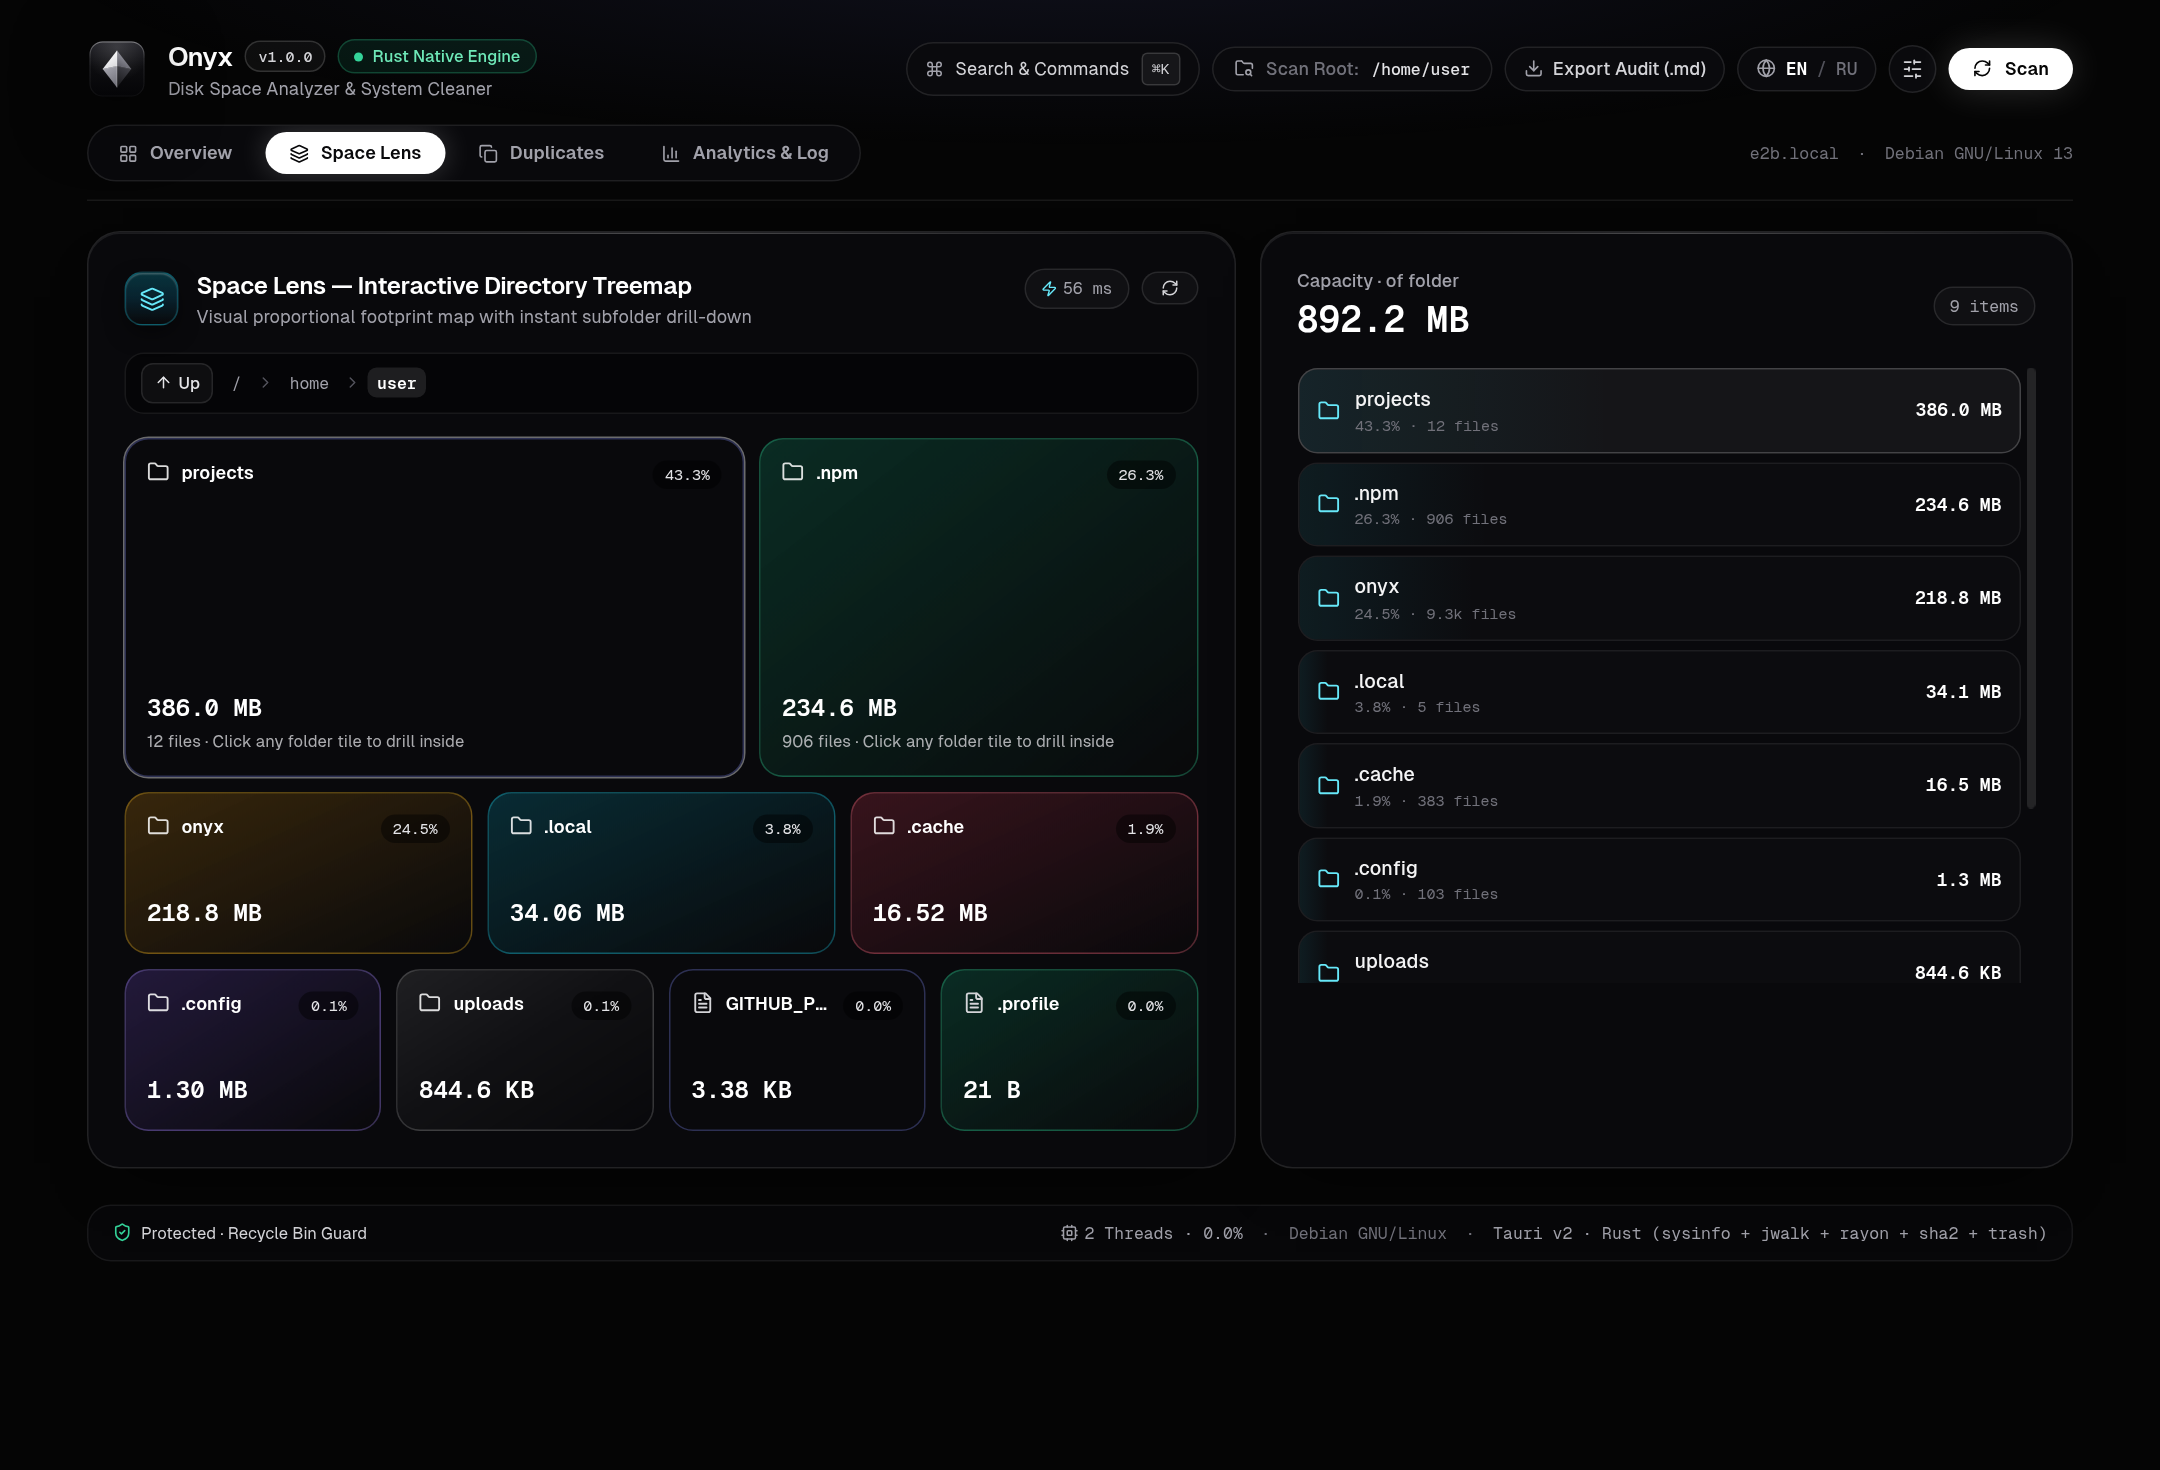 Onyx v1.0.0 Rust Native Engine
Disk Space Analyzer & System Cleaner
Search & Commands ⌘K
Scan Root: /home/user
Export Audit (.md)
EN / RU
Scan
Overview
Space Lens
Duplicates
Analytics & Log
e2b.local · Debian GNU/Linux 13
Space Lens — Interactive Directory Treemap
Visual proportional footprint map with instant subfolder drill-down
56 ms
Up / home user
projects 43.3%
386.0 MB
12 files · Click any folder tile to drill inside
.npm 26.3%
234.6 MB
906 files · Click any folder tile to drill inside
onyx 24.5%
218.8 MB
.local 3.8%
34.06 MB
.cache 1.9%
16.52 MB
.config 0.1%
1.30 MB
uploads 0.1%
844.6 KB
GITHUB_P... 0.0%
3.38 KB
.profile 0.0%
21 B
Capacity · of folder
892.2 MB
9 items
projects
43.3% · 12 files
386.0 MB
.npm
26.3% · 906 files
234.6 MB
onyx
24.5% · 9.3k files
218.8 MB
.local
3.8% · 5 files
34.1 MB
.cache
1.9% · 383 files
16.5 MB
.config
0.1% · 103 files
1.3 MB
uploads
844.6 KB
Protected · Recycle Bin Guard
2 Threads · 0.0% · Debian GNU/Linux · Tauri v2 · Rust (sysinfo + jwalk + rayon + sha2 + trash)